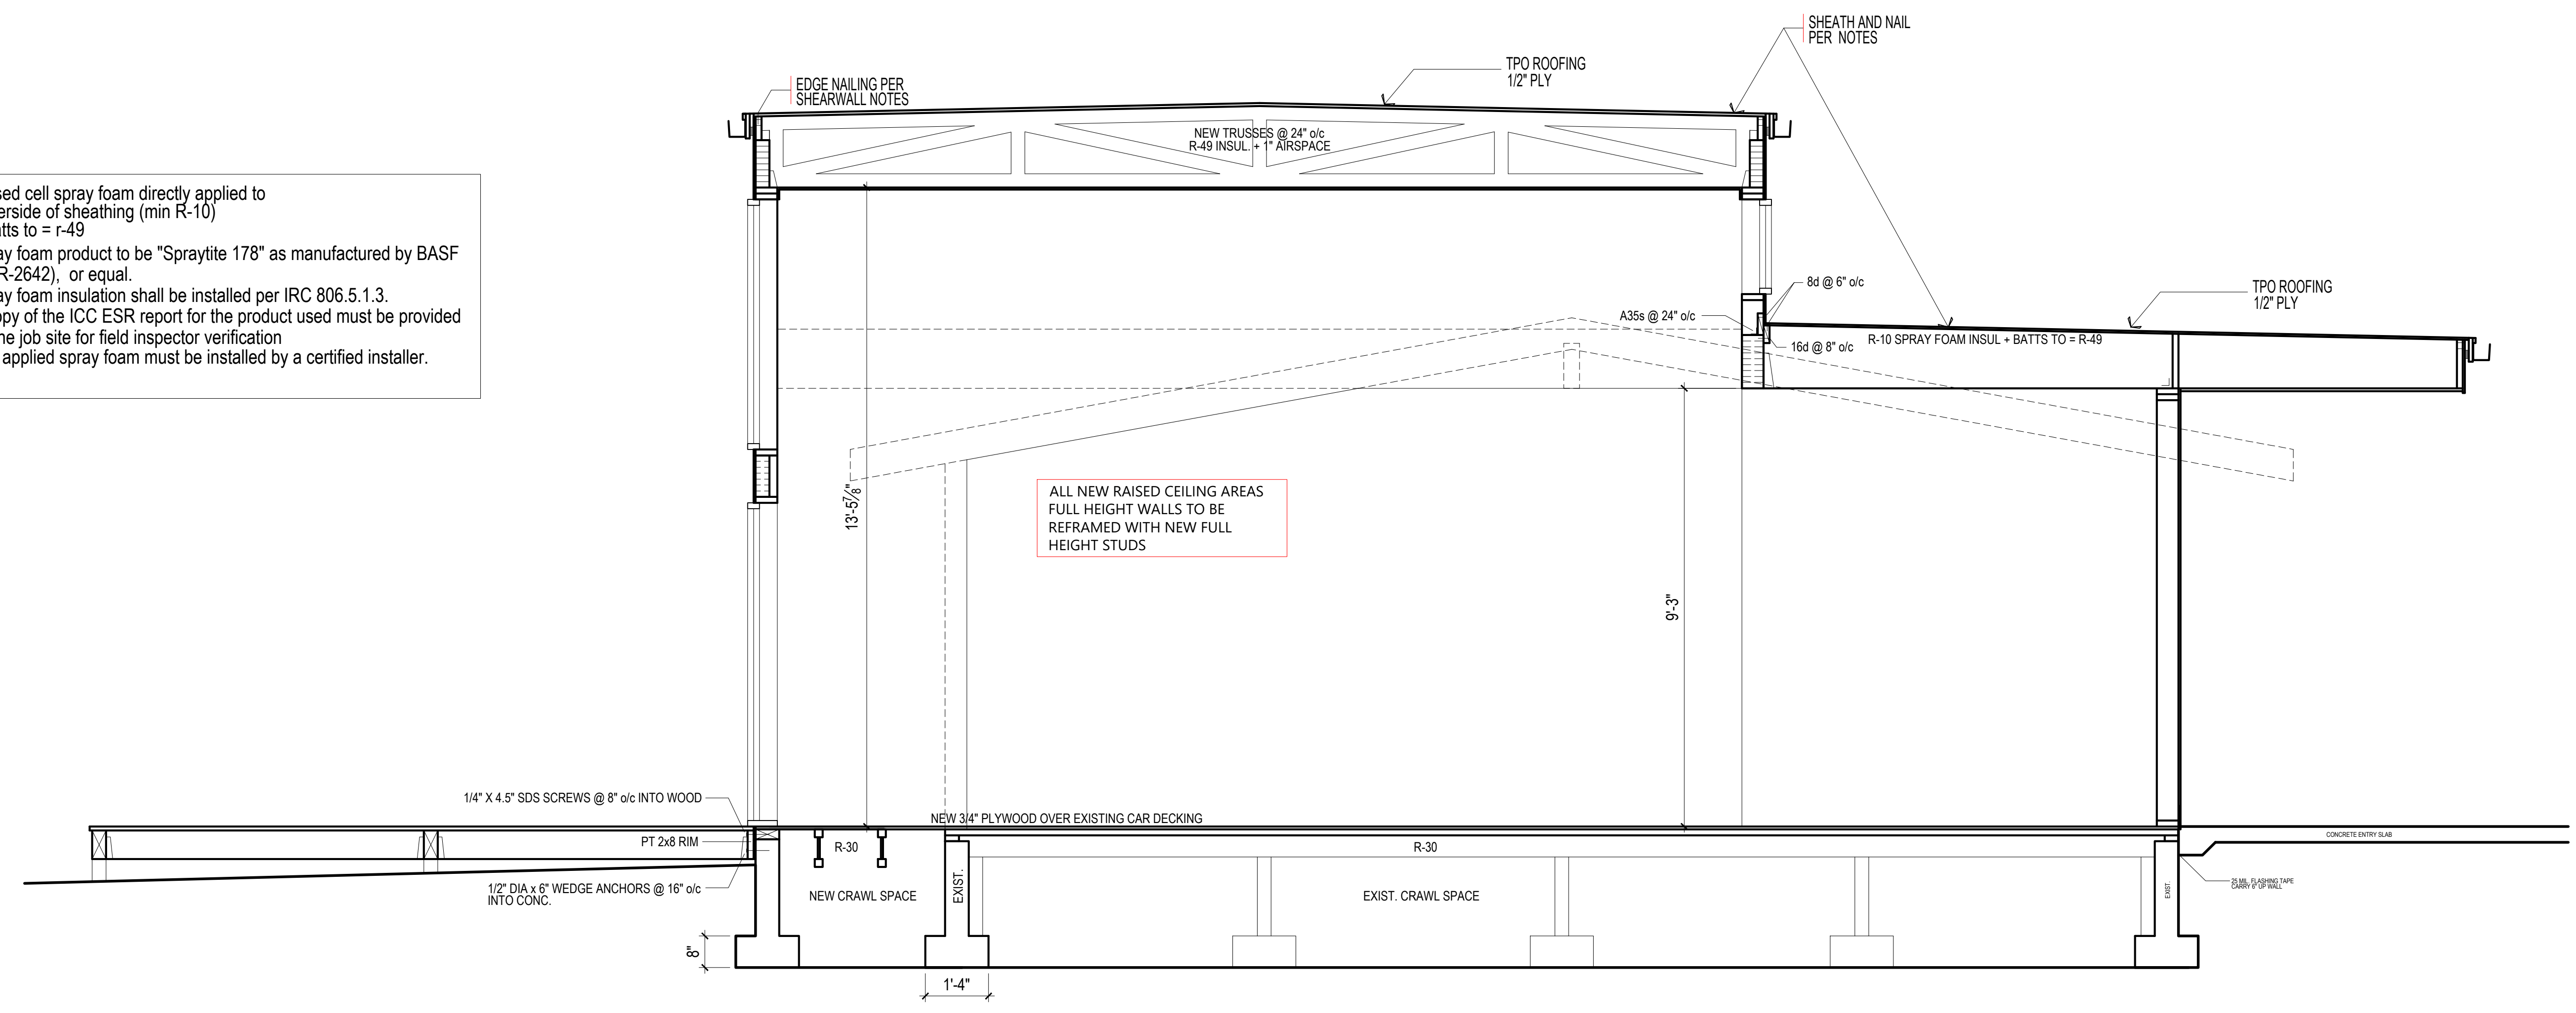 SHEATH AND NAIL
PER NOTES
TPO ROOFING
1/2" PLY
EDGE NAILING PER
SHEARWALL NOTES
NEW TRUSSES @ 24" o/c
R-49 INSUL. + 1" AIRSPACE
sed cell spray foam directly applied to
erside of sheathing (min R-10)
atts to = r-49
ay foam product to be "Spraytite 178" as manufactured by BASF
R-2642), or equal.
ay foam insulation shall be installed per IRC 806.5.1.3.
opy of the ICC ESR report for the product used must be provided
he job site for field inspector verification
applied spray foam must be installed by a certified installer.
8d @ 6" o/c
A35s @ 24" o/c
16d @ 8" o/c
TPO ROOFING
1/2" PLY
R-10 SPRAY FOAM INSUL + BATTS TO = R-49
13'-5⅞"
ALL NEW RAISED CEILING AREAS
FULL HEIGHT WALLS TO BE
REFRAMED WITH NEW FULL
HEIGHT STUDS
9'-3"
1/4" X 4.5" SDS SCREWS @ 8" o/c INTO WOOD
NEW 3/4" PLYWOOD OVER EXISTING CAR DECKING
CONCRETE ENTRY SLAB
PT 2x8 RIM
R-30
R-30
1/2" DIA x 6" WEDGE ANCHORS @ 16" o/c
INTO CONC.
NEW CRAWL SPACE
EXIST.
EXIST. CRAWL SPACE
EXIST.
25 MIL. FLASHING TAPE
CARRY 6" UP WALL
8"
1'-4"